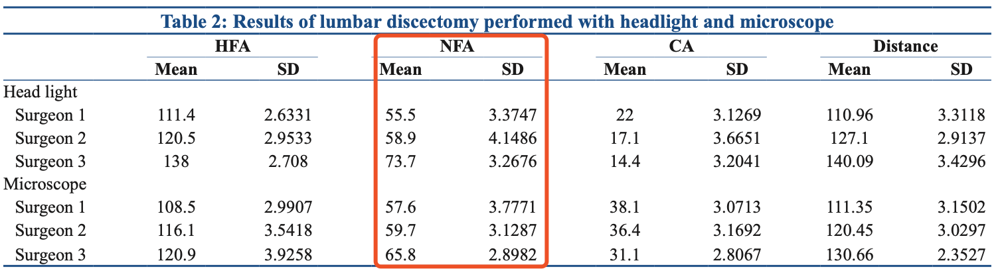 Table 2: Results of lumbar discectomy performed with headlight and microscope
HFA NFA CA Distance
Mean SD Mean SD Mean SD Mean SD
Head light
Surgeon 1 111.4 2.6331 55.5 3.3747 22 3.1269 110.96 3.3118
Surgeon 2 120.5 2.9533 58.9 4.1486 17.1 3.6651 127.1 2.9137
Surgeon 3 138 2.708 73.7 3.2676 14.4 3.2041 140.09 3.4296
Microscope
Surgeon 1 108.5 2.9907 57.6 3.7771 38.1 3.0713 111.35 3.1502
Surgeon 2 116.1 3.5418 59.7 3.1287 36.4 3.1692 120.45 3.0297
Surgeon 3 120.9 3.9258 65.8 2.8982 31.1 2.8067 130.66 2.3527